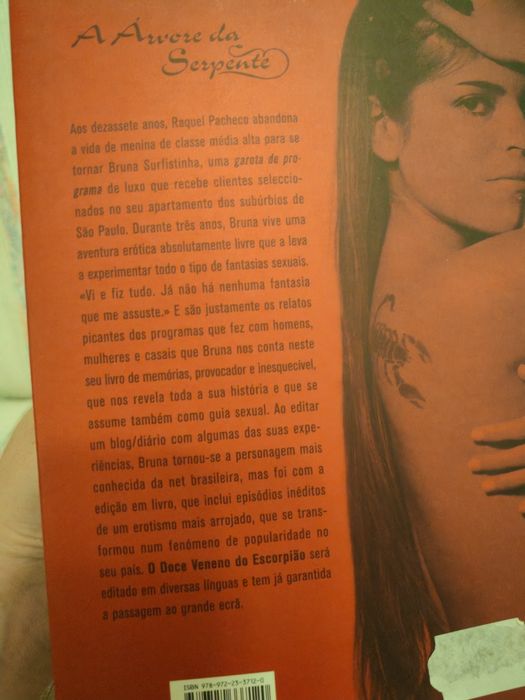 A Árvore da
Serpente
Aos dezassete anos, Raquel Pacheco abandona
a vida de menina de classe média alta para se
tornar Bruna Surfistinha, uma garota de pro-
grama de luxo que recebe clientes seleccio-
nados no seu apartamento dos subúrbios de
São Paulo. Durante três anos, Bruna vive uma
aventura erótica absolutamente livre que a leva
a experimentar todo o tipo de fantasias sexuais.
«Vi e fiz tudo. Já não há nenhuma fantasia
que me assuste.» E são justamente os relatos
picantes dos programas que fez com homens,
mulheres e casais que Bruna nos conta neste
seu livro de memórias, provocador e inesquecível,
que nos revela toda a sua história e que se
assume também como guia sexual. Ao editar
um blog/diário com algumas das suas expe-
riências, Bruna tornou-se a personagem mais
conhecida da net brasileira, mas foi com a
edição em livro, que inclui episódios inéditos
de um erotismo mais arrojado, que se trans-
formou num fenómeno de popularidade no
seu país. O Doce Veneno do Escorpião será
editado em diversas línguas e tem já garantida
a passagem ao grande ecrã.
ISBN 978-972-23-3712-0